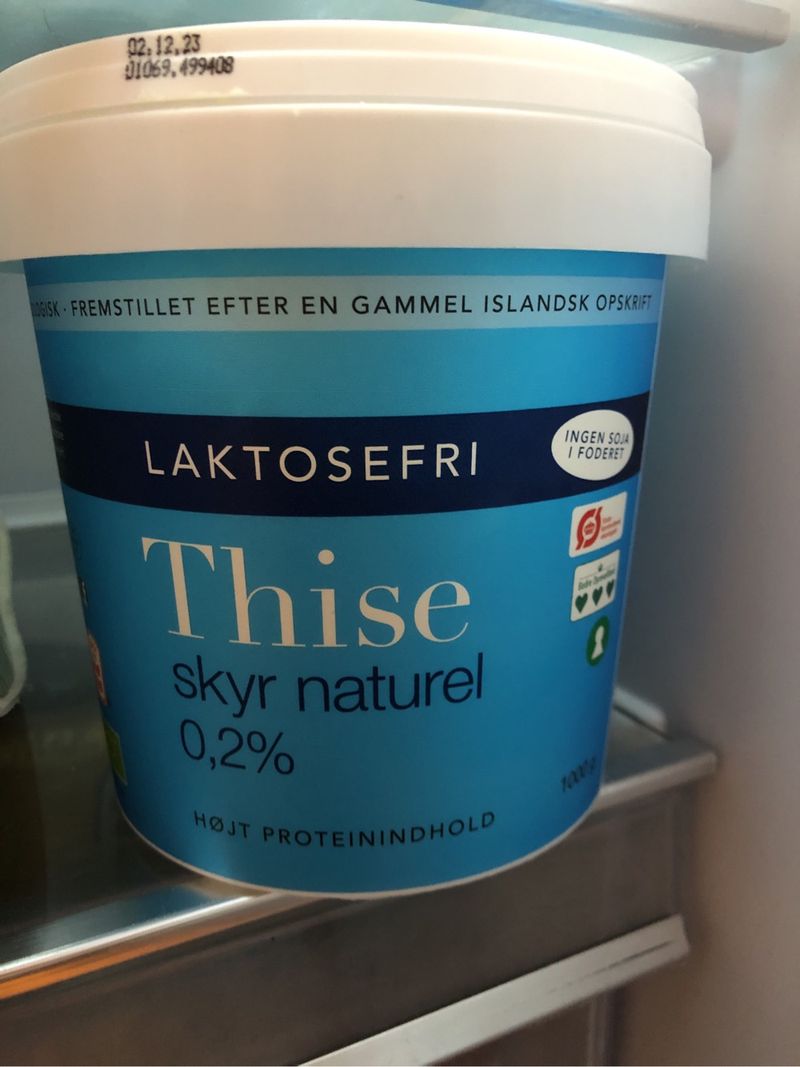 02.12.23
01069.499408
FREMSTILLET EFTER EN GAMMEL ISLANDSK OPSKRIFT
LAKTOSEFRI
INGEN SOJA
I FODERET
Thise
skyr naturel
0,2%
1000 g
HØJT PROTEININDHOLD